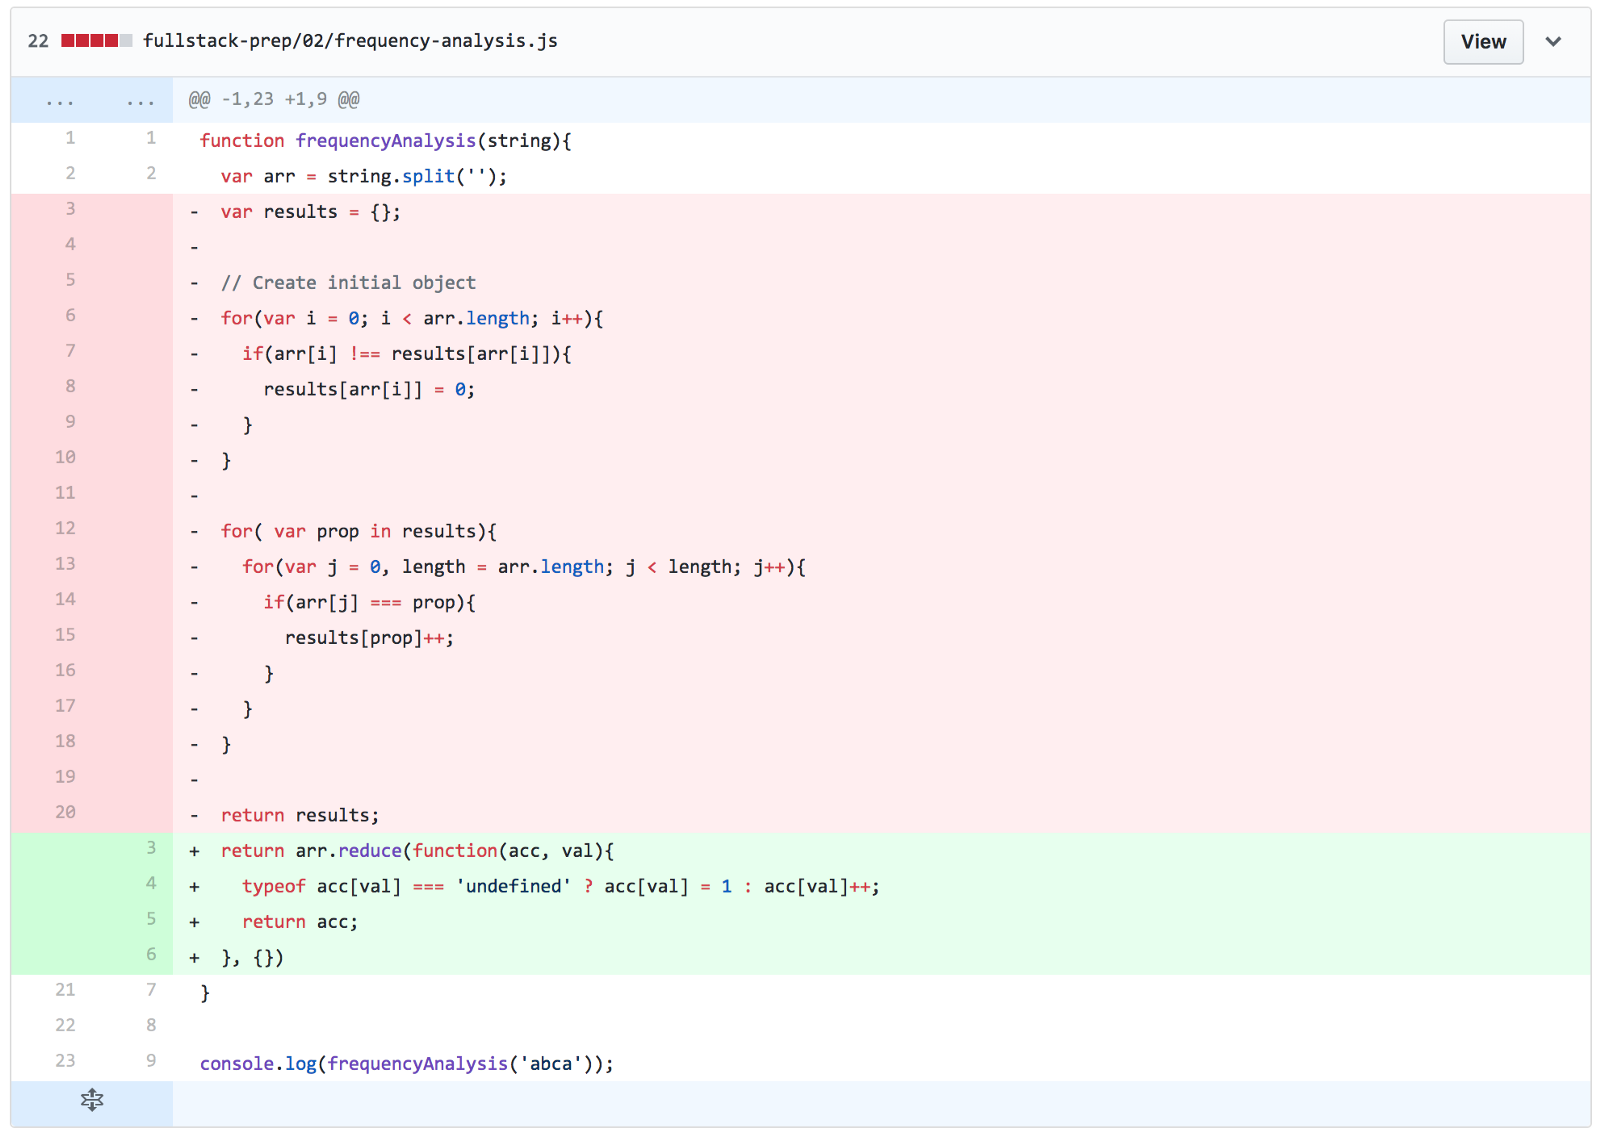 22 fullstack-prep/02/frequency-analysis.js View
... ... @@ -1,23 +1,9 @@
1 1 function frequencyAnalysis(string){
2 2 var arr = string.split('');
3 - var results = {};
4 -
5 - // Create initial object
6 - for(var i = 0; i < arr.length; i++){
7 - if(arr[i] !== results[arr[i]]){
8 - results[arr[i]] = 0;
9 - }
10 - }
11 -
12 - for( var prop in results){
13 - for(var j = 0, length = arr.length; j < length; j++){
14 - if(arr[j] === prop){
15 - results[prop]++;
16 - }
17 - }
18 - }
19 -
20 - return results;
3 + return arr.reduce(function(acc, val){
4 + typeof acc[val] === 'undefined' ? acc[val] = 1 : acc[val]++;
5 + return acc;
6 + }, {})
21 7 }
22 8
23 9 console.log(frequencyAnalysis('abca'));